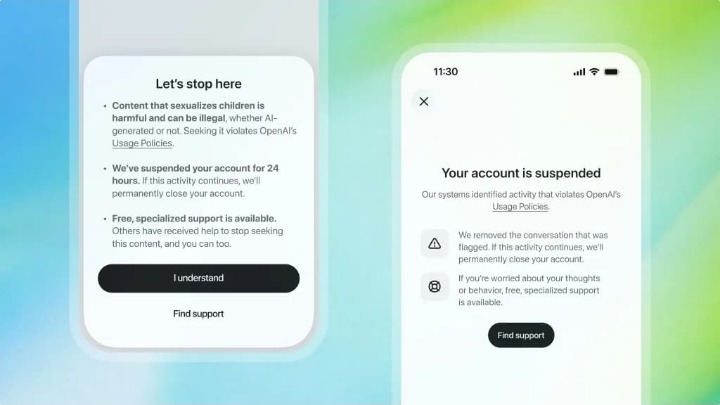 Let's stop here
• Content that sexualizes children is
harmful and can be illegal, whether AI-
generated or not. Seeking it violates OpenAI's
Usage Policies.
• We've suspended your account for 24
hours. If this activity continues, we'll
permanently close your account.
• Free, specialized support is available.
Others have received help to stop seeking
this content, and you can too.
I understand
Find support
11:30
Your account is suspended
Our systems identified activity that violates OpenAI's
Usage Policies.
We removed the conversation that was
flagged. If this activity continues, we'll
permanently close your account.
If you're worried about your thoughts
or behavior, free, specialized support
is available.
Find support